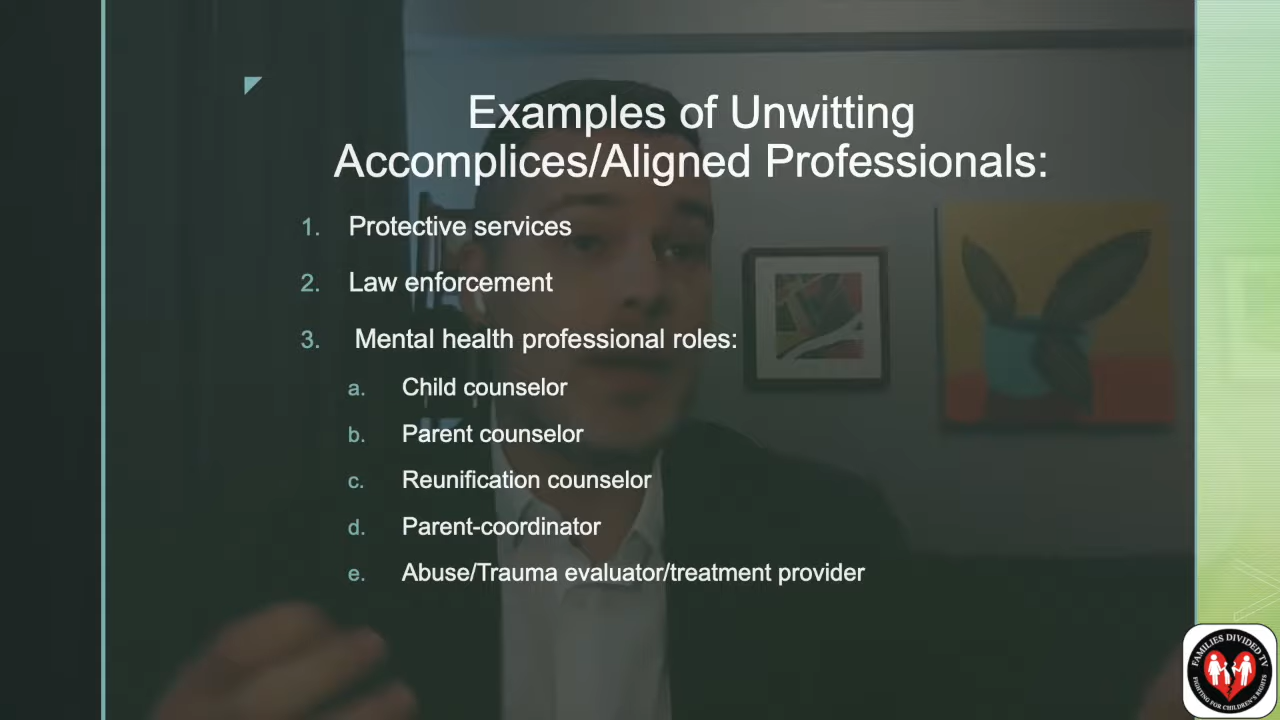 Examples of Unwitting
Accomplices/Aligned Professionals:
1. Protective services
2. Law enforcement
3. Mental health professional roles:
a. Child counselor
b. Parent counselor
c. Reunification counselor
d. Parent-coordinator
e. Abuse/Trauma evaluator/treatment provider
FAMILIES DIVIDED TV
FIGHTING FOR CHILDREN'S RIGHTS